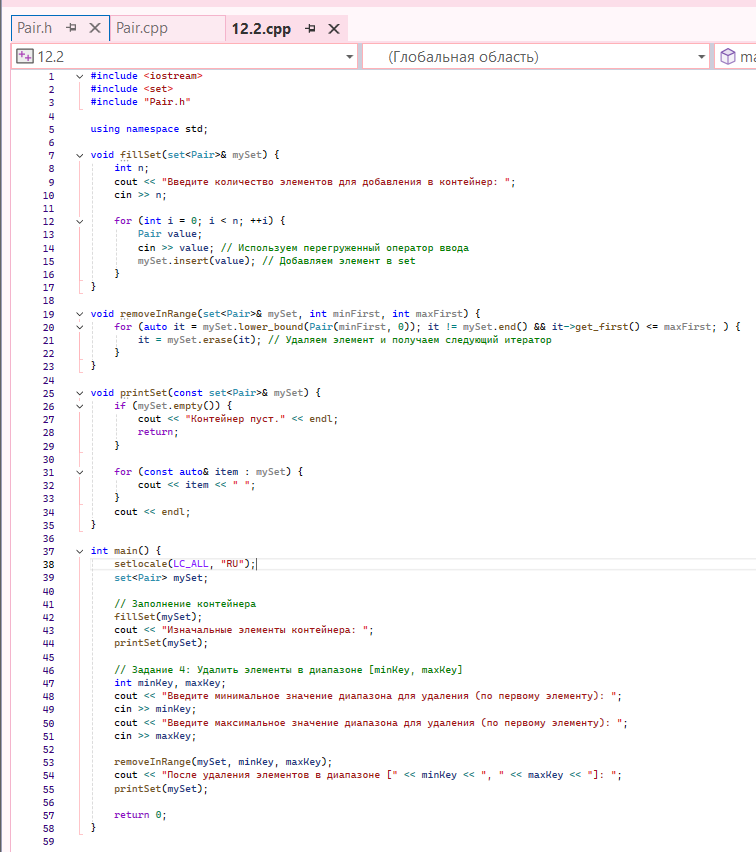 Pair.h Pair.cpp 12.2.cpp
12.2 (Глобальная область) ma
1 #include <iostream>
2 #include <set>
3 #include "Pair.h"
4
5 using namespace std;
6
7 void fillSet(set<Pair>& mySet) {
8 int n;
9 cout << "Введите количество элементов для добавления в контейнер: ";
10 cin >> n;
11
12 for (int i = 0; i < n; ++i) {
13 Pair value;
14 cin >> value; // Используем перегруженный оператор ввода
15 mySet.insert(value); // Добавляем элемент в set
16 }
17 }
18
19 void removeInRange(set<Pair>& mySet, int minFirst, int maxFirst) {
20 for (auto it = mySet.lower_bound(Pair(minFirst, 0)); it != mySet.end() && it->get_first() <= maxFirst; ) {
21 it = mySet.erase(it); // Удаляем элемент и получаем следующий итератор
22 }
23 }
24
25 void printSet(const set<Pair>& mySet) {
26 if (mySet.empty()) {
27 cout << "Контейнер пуст." << endl;
28 return;
29 }
30
31 for (const auto& item : mySet) {
32 cout << item << " ";
33 }
34 cout << endl;
35 }
36
37 int main() {
38 setlocale(LC_ALL, "RU");
39 set<Pair> mySet;
40
41 // Заполнение контейнера
42 fillSet(mySet);
43 cout << "Изначальные элементы контейнера: ";
44 printSet(mySet);
45
46 // Задание 4: Удалить элементы в диапазоне [minKey, maxKey]
47 int minKey, maxKey;
48 cout << "Введите минимальное значение диапазона для удаления (по первому элементу): ";
49 cin >> minKey;
50 cout << "Введите максимальное значение диапазона для удаления (по первому элементу): ";
51 cin >> maxKey;
52
53 removeInRange(mySet, minKey, maxKey);
54 cout << "После удаления элементов в диапазоне [" << minKey << ", " << maxKey << "]: ";
55 printSet(mySet);
56
57 return 0;
58 }
59